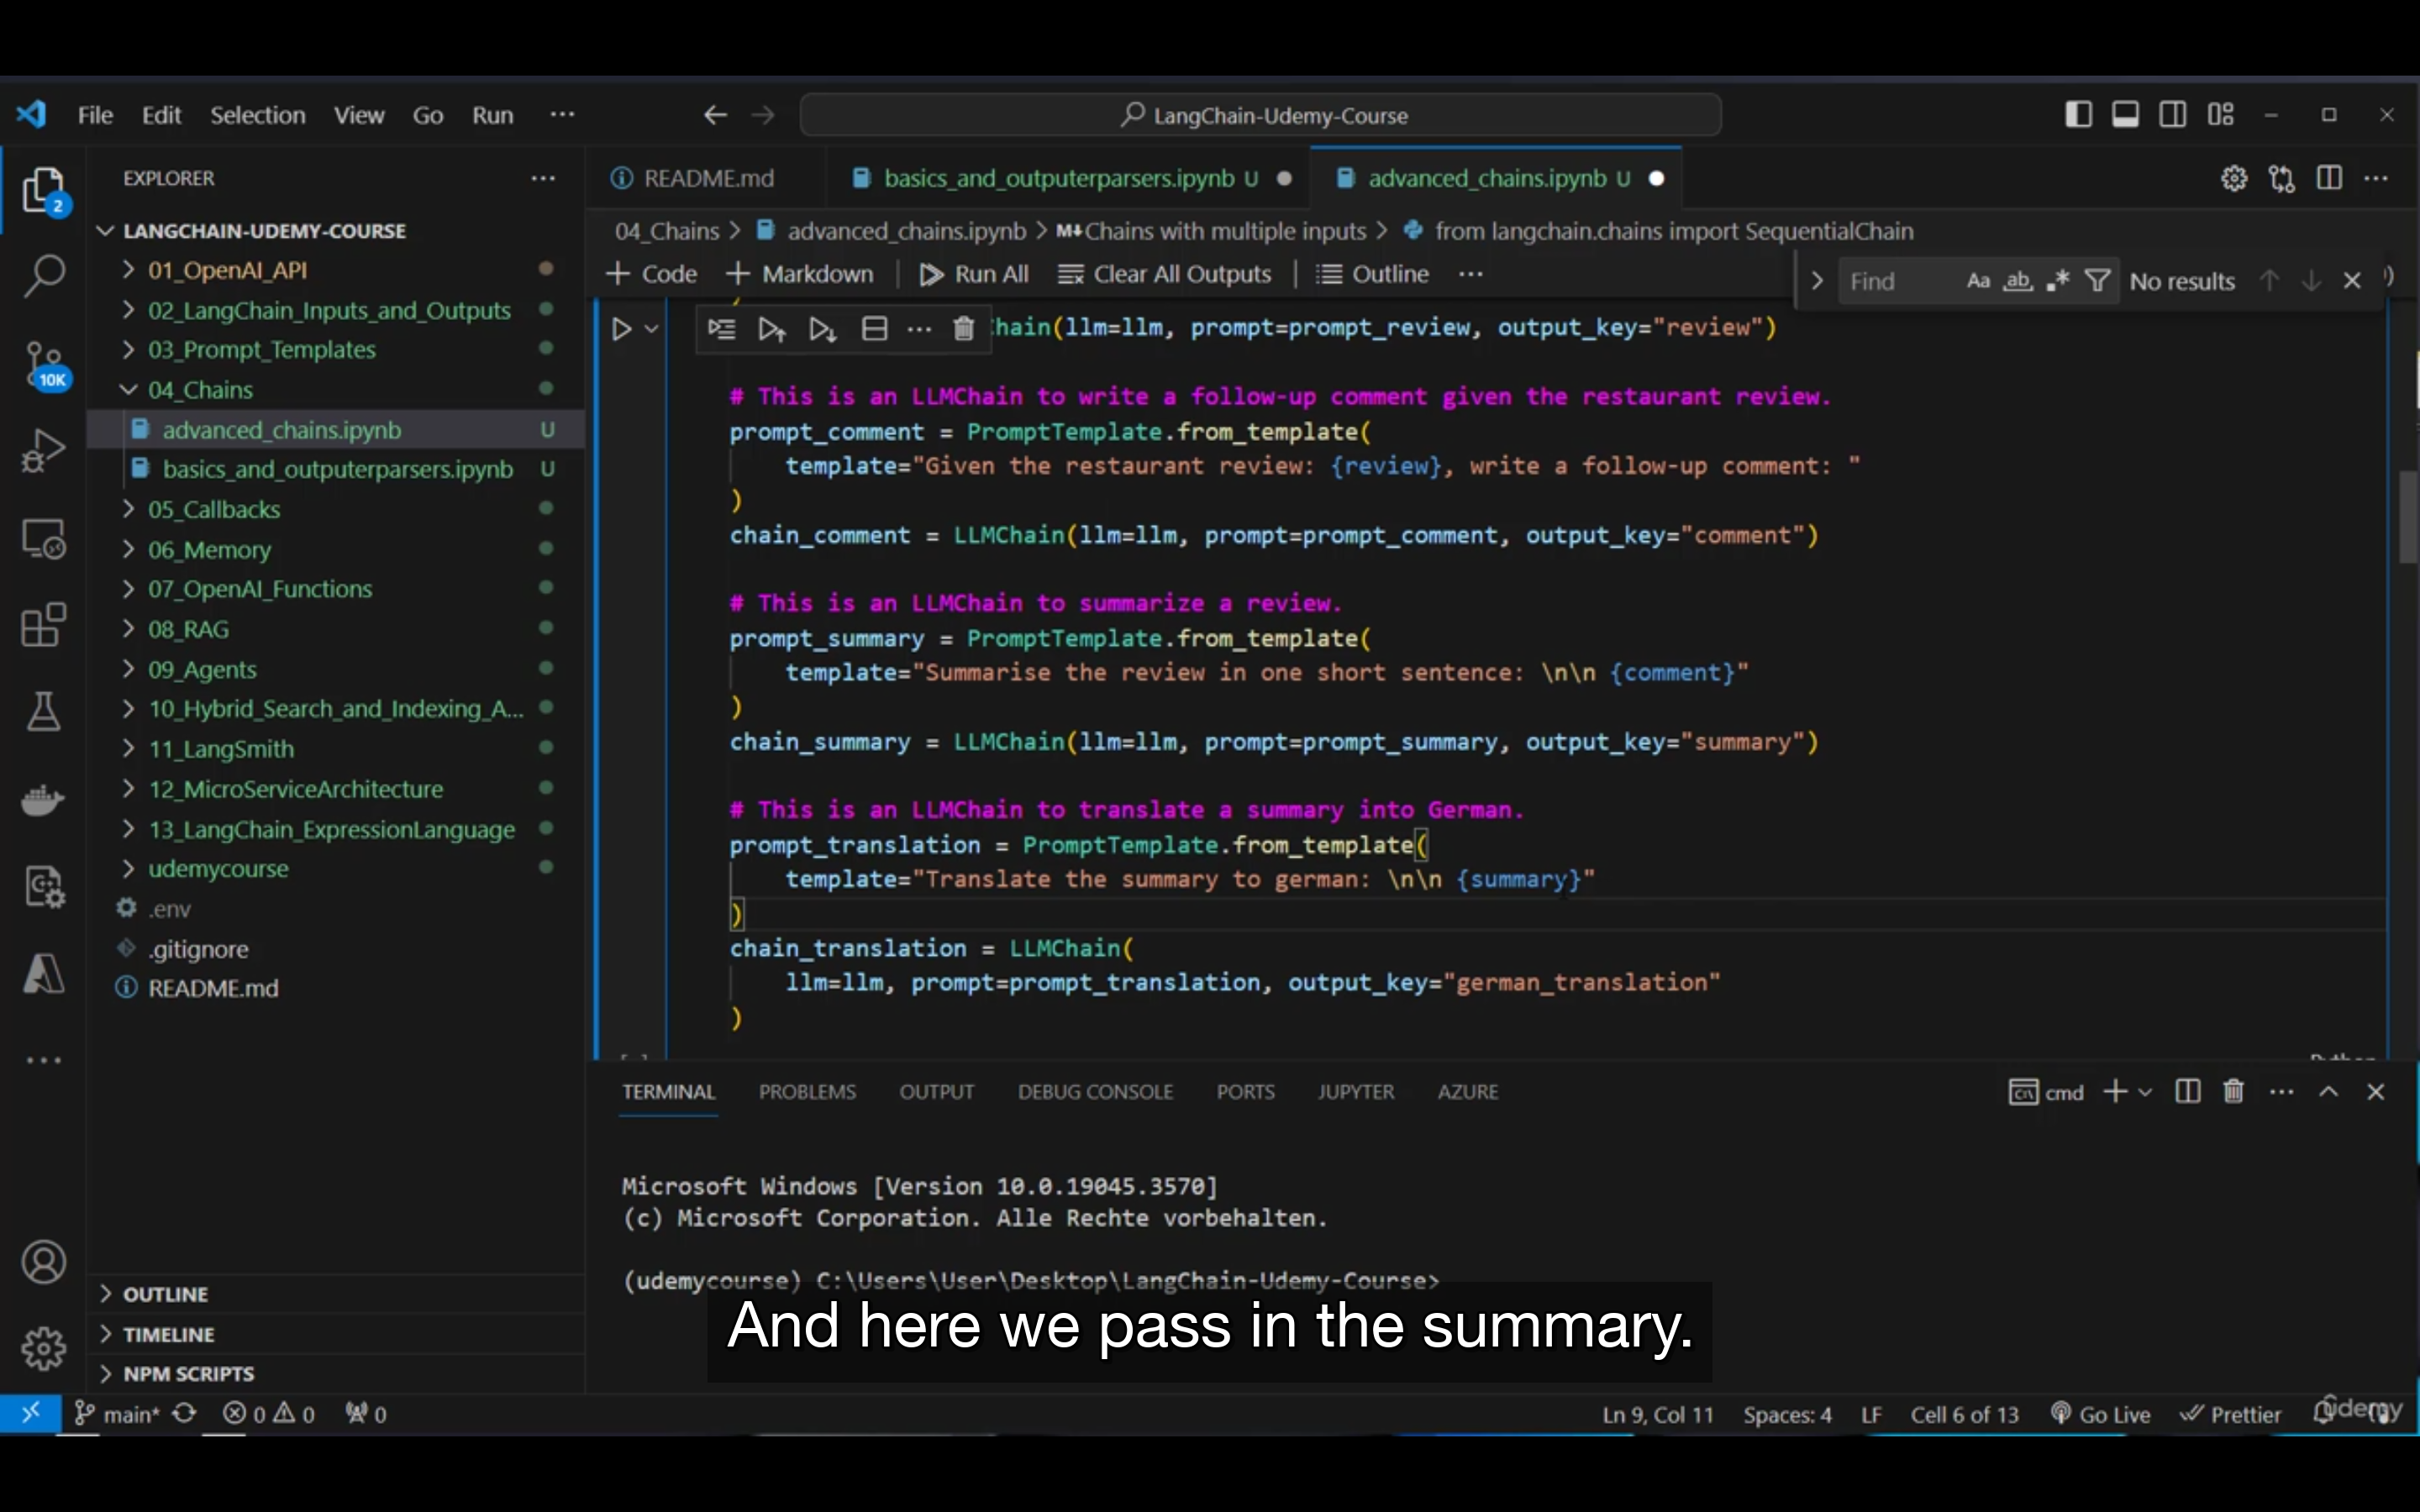 File Edit Selection View Go Run ···
LangChain-Udemy-Course
EXPLORER
README.md
basics_and_outputerparsers.ipynb U
advanced_chains.ipynb U
04_Chains > advanced_chains.ipynb > M↓Chains with multiple inputs > from langchain.chains import SequentialChain
+ Code + Markdown Run All Clear All Outputs Outline ···
Find Aa ab No results
2
10K
LANGCHAIN-UDEMY-COURSE
01_OpenAI_API
02_LangChain_Inputs_and_Outputs
03_Prompt_Templates
04_Chains
advanced_chains.ipynb U
basics_and_outputerparsers.ipynb U
05_Callbacks
06_Memory
07_OpenAI_Functions
08_RAG
09_Agents
10_Hybrid_Search_and_Indexing_A...
11_LangSmith
12_MicroServiceArchitecture
13_LangChain_ExpressionLanguage
udemycourse
.env
.gitignore
README.md
OUTLINE
TIMELINE
NPM SCRIPTS
hain(llm=llm, prompt=prompt_review, output_key="review")
# This is an LLMChain to write a follow-up comment given the restaurant review.
prompt_comment = PromptTemplate.from_template(
template="Given the restaurant review: {review}, write a follow-up comment: "
)
chain_comment = LLMChain(llm=llm, prompt=prompt_comment, output_key="comment")
# This is an LLMChain to summarize a review.
prompt_summary = PromptTemplate.from_template(
template="Summarise the review in one short sentence: \n\n {comment}"
)
chain_summary = LLMChain(llm=llm, prompt=prompt_summary, output_key="summary")
# This is an LLMChain to translate a summary into German.
prompt_translation = PromptTemplate.from_template(
template="Translate the summary to german: \n\n {summary}"
)
chain_translation = LLMChain(
llm=llm, prompt=prompt_translation, output_key="german_translation"
)
TERMINAL PROBLEMS OUTPUT DEBUG CONSOLE PORTS JUPYTER AZURE
cmd
Microsoft Windows [Version 10.0.19045.3570]
(c) Microsoft Corporation. Alle Rechte vorbehalten.
(udemycourse) C:\Users\User\Desktop\LangChain-Udemy-Course>
And here we pass in the summary.
main* 0 0 0
Ln 9, Col 11 Spaces: 4 LF Cell 6 of 13 Go Live Prettier
udemy